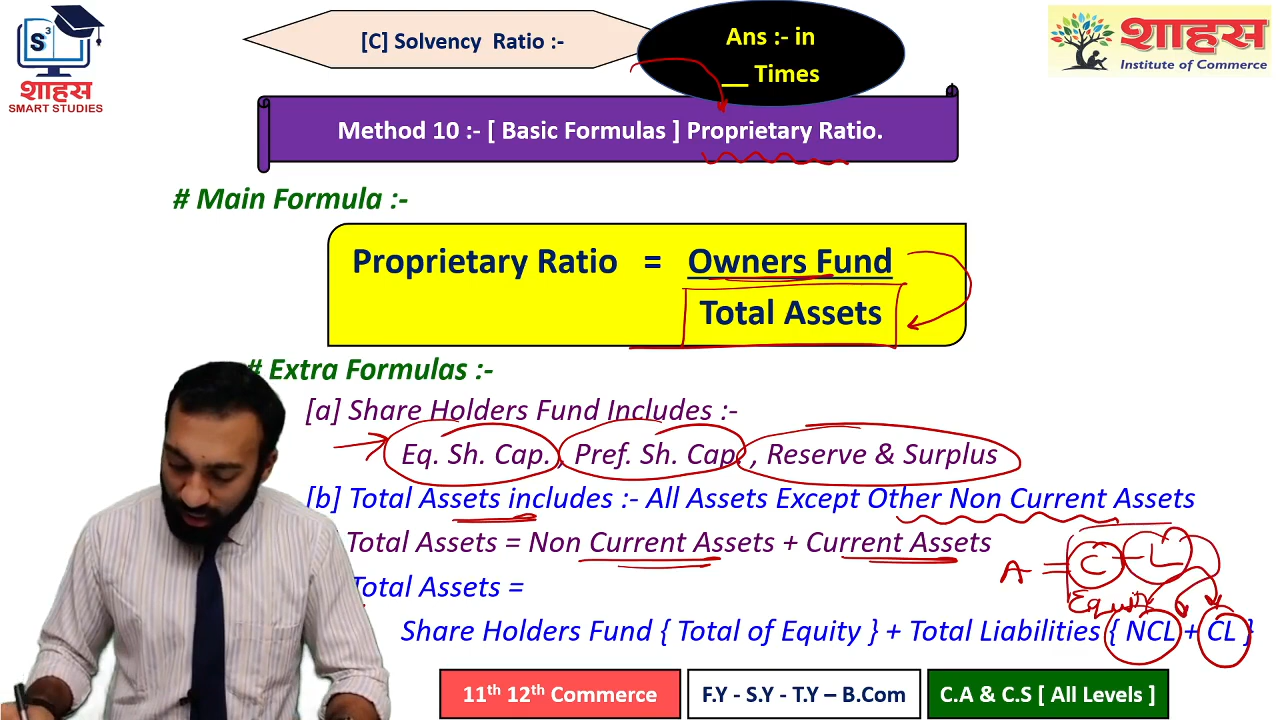 S³
शाहस
SMART STUDIES
[C] Solvency Ratio :-
Ans :- in
__ Times
शाहस
Institute of Commerce
Method 10 :- [ Basic Formulas ] Proprietary Ratio.
# Main Formula :-
Proprietary Ratio = Owners Fund
Total Assets
# Extra Formulas :-
[a] Share Holders Fund Includes :-
Eq. Sh. Cap. , Pref. Sh. Cap. , Reserve & Surplus
[b] Total Assets includes :- All Assets Except Other Non Current Assets
Total Assets = Non Current Assets + Current Assets
A = C + L
Total Assets =
Equity
Share Holders Fund { Total of Equity } + Total Liabilities { NCL + CL }
11th 12th Commerce
F.Y - S.Y - T.Y – B.Com
C.A & C.S [ All Levels ]